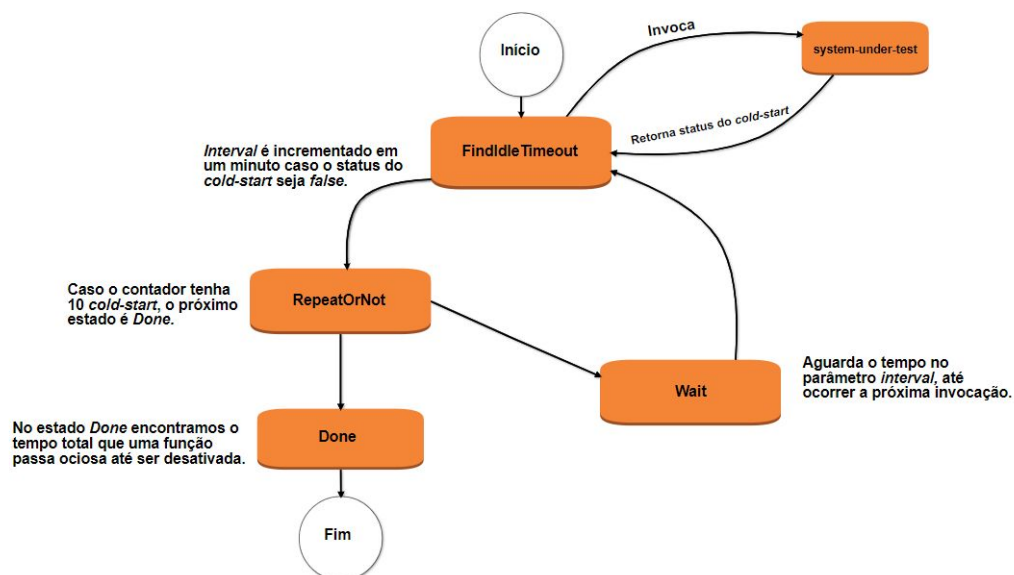 Início
Invoca
system-under-test
Retorna status do cold-start
FindIdleTimeout
Interval é incrementado em
um minuto caso o status do
cold-start seja false.
Caso o contador tenha
10 cold-start, o próximo
estado é Done.
RepeatOrNot
Wait
Aguarda o tempo no
parâmetro interval, até
ocorrer a próxima invocação.
No estado Done encontramos o
tempo total que uma função
passa ociosa até ser desativada.
Done
Fim